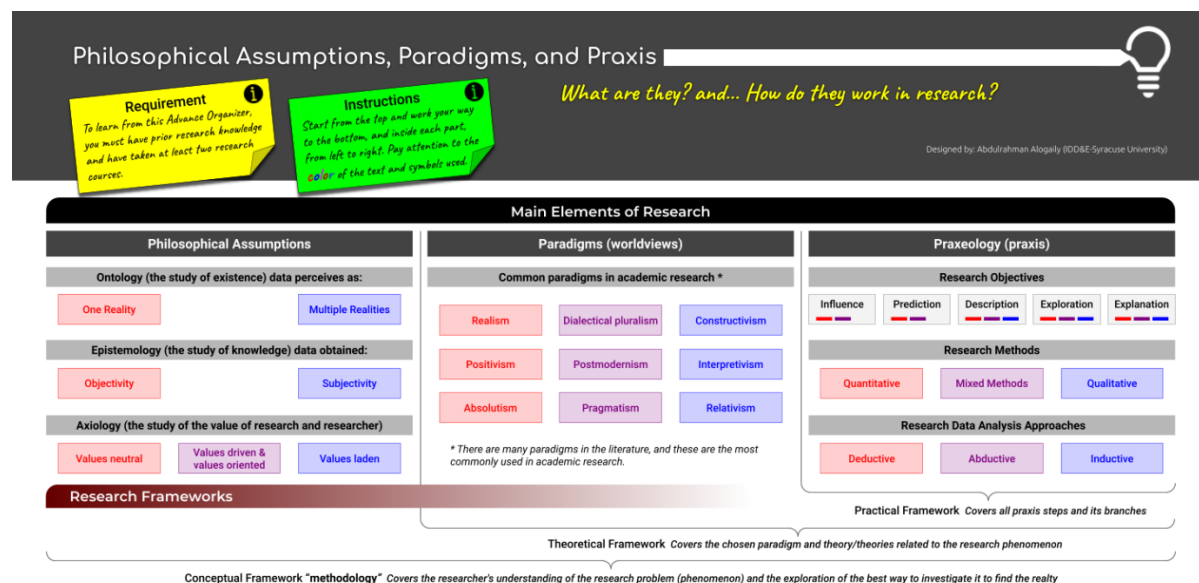 Philosophical Assumptions, Paradigms, and Praxis
What are they? and... How do they work in research?
Requirement
To learn from this Advance Organizer,
you must have prior research knowledge
and have taken at least two research
courses.
Instructions
Start from the top and work your way
to the bottom, and inside each part,
from left to right. Pay attention to the
color of the text and symbols used.
Designed by: Abdulrahman Alogaily (IDD&E-Syracuse University)
Main Elements of Research
Philosophical Assumptions
Ontology (the study of existence) data perceives as:
One Reality
Multiple Realities
Epistemology (the study of knowledge) data obtained:
Objectivity
Subjectivity
Axiology (the study of the value of research and researcher)
Values neutral
Values driven &
values oriented
Values laden
Paradigms (worldviews)
Common paradigms in academic research *
Realism
Dialectical pluralism
Constructivism
Positivism
Postmodernism
Interpretivism
Absolutism
Pragmatism
Relativism
* There are many paradigms in the literature, and these are the most
commonly used in academic research.
Praxeology (praxis)
Research Objectives
Influence
Prediction
Description
Exploration
Explanation
Research Methods
Quantitative
Mixed Methods
Qualitative
Research Data Analysis Approaches
Deductive
Abductive
Inductive
Research Frameworks
Practical Framework Covers all praxis steps and its branches
Theoretical Framework Covers the chosen paradigm and theory/theories related to the research phenomenon
Conceptual Framework "methodology" Covers the researcher's understanding of the research problem (phenomenon) and the exploration of the best way to investigate it to find the realty